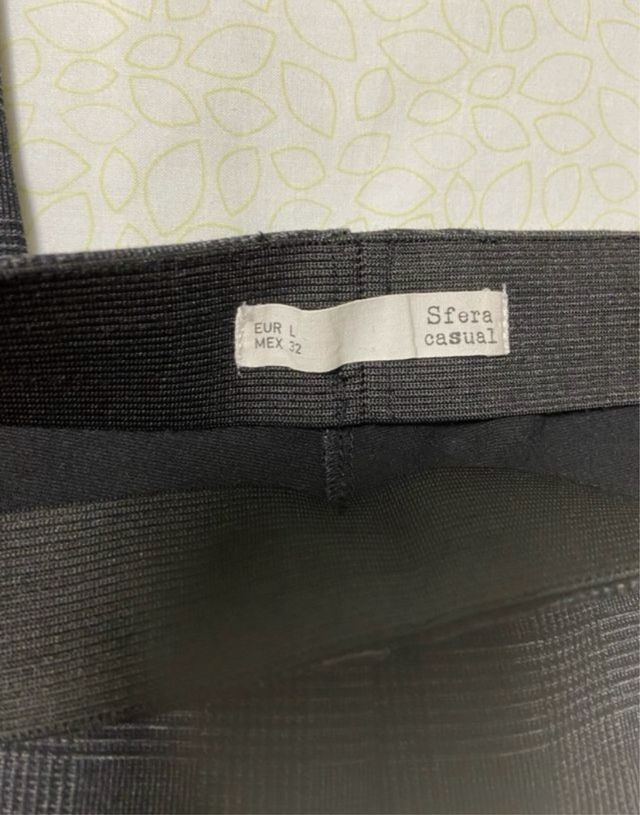 EUR L
MEX 32
Sfera
casual